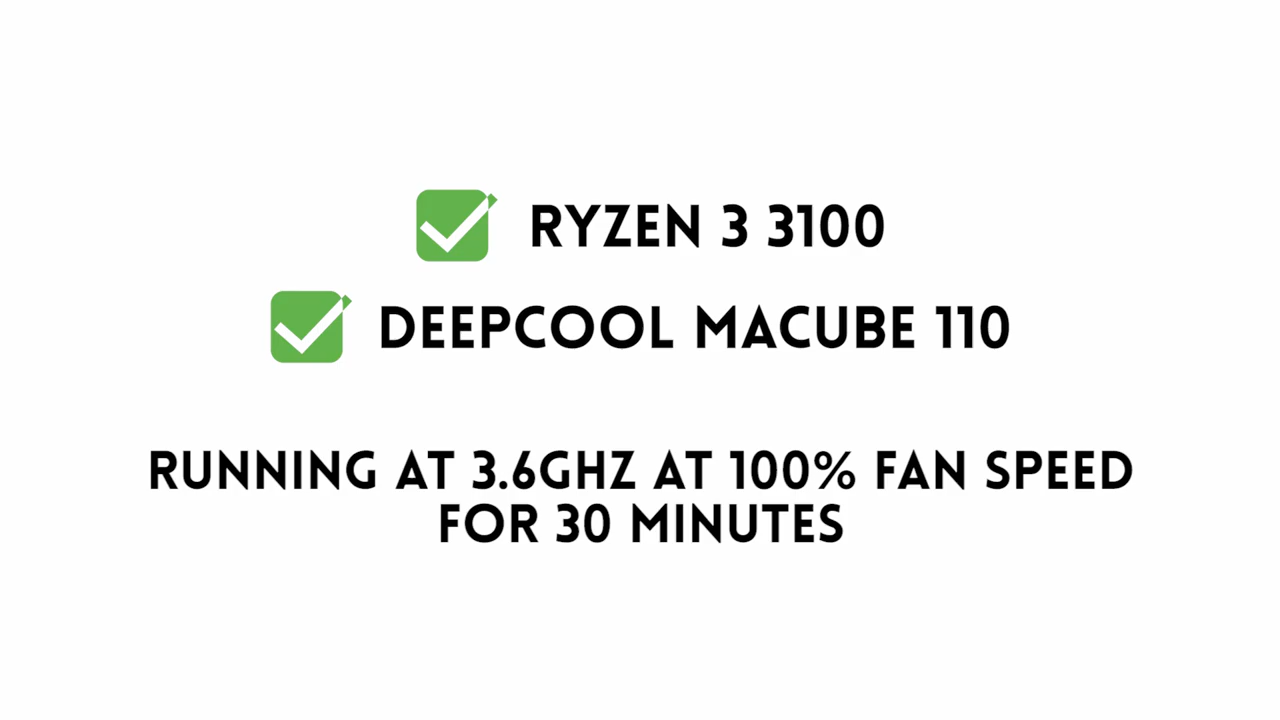 RYZEN 3 3100
DEEPCOOL MACUBE 110
RUNNING AT 3.6GHZ AT 100% FAN SPEED
FOR 30 MINUTES